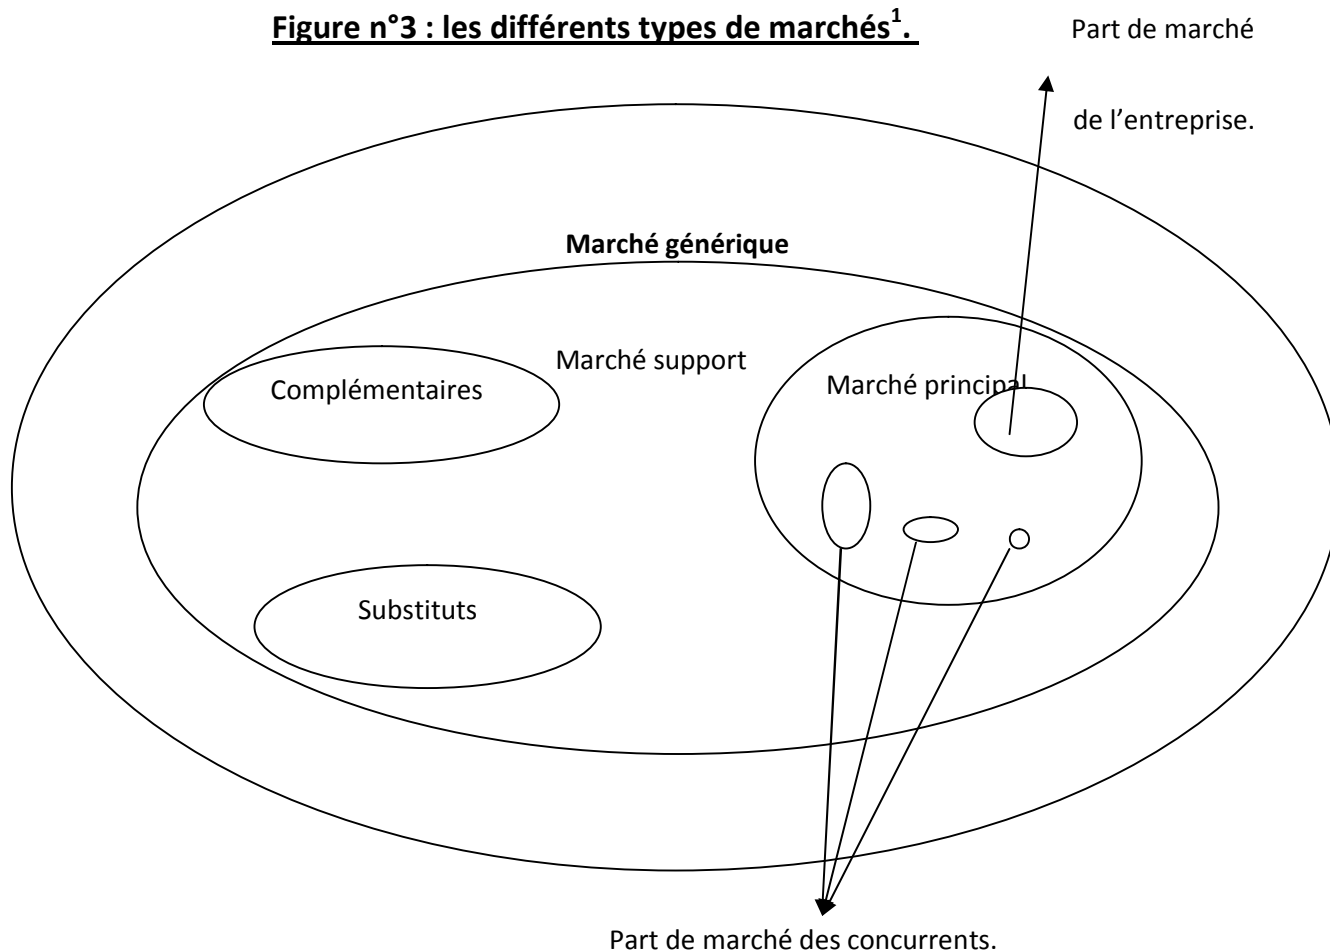 Figure n°3 : les différents types de marchés¹.
Part de marché
de l’entreprise.
Marché générique
Marché support
Complémentaires
Marché principal
Substituts
Part de marché des concurrents.